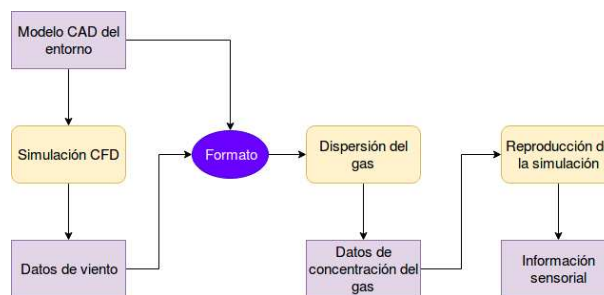 Modelo CAD del
entorno
Simulación CFD
Formato
Dispersión del
gas
Reproducción d
la simulación
Datos de viento
Datos de
concentración del
gas
Información
sensorial